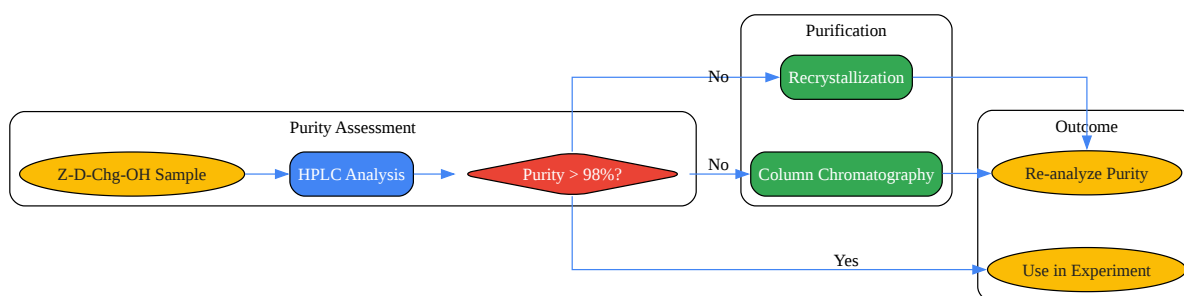 Purification
No
Recrystallization
Purity Assessment
Outcome
Z-D-Chg-OH Sample
HPLC Analysis
Purity > 98%?
No
Column Chromatography
Re-analyze Purity
Yes
Use in Experiment